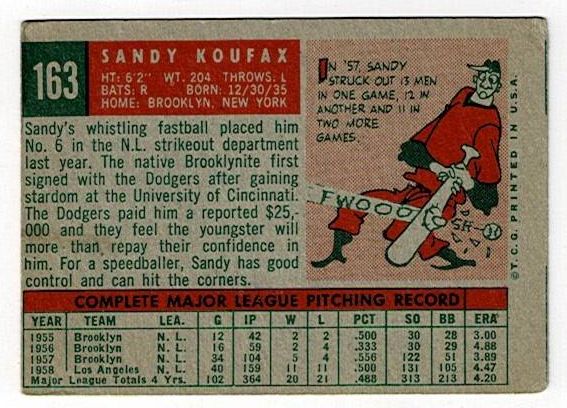 163
SANDY KOUFAX
HT: 6'2" WT. 204 THROWS: L
BATS: R BORN: 12/30/35
HOME: BROOKLYN, NEW YORK
Sandy's whistling fastball placed him
No. 6 in the N.L. strikeout department
last year. The native Brooklynite first
signed with the Dodgers after gaining
stardom at the University of Cincinnati.
The Dodgers paid him a reported $25,-
000 and they feel the youngster will
more than repay their confidence in
him. For a speedballer, Sandy has good
control and can hit the corners.
IN '57, SANDY
STRUCK OUT 13 MEN
IN ONE GAME, 12 IN
ANOTHER AND 11 IN
TWO MORE
GAMES.
FWOOO
©T.C.G. PRINTED IN U.S.A.
COMPLETE MAJOR LEAGUE PITCHING RECORD
YEAR TEAM LEA. G IP W L PCT SO BB ERA
1955 Brooklyn N. L. 12 42 2 2 .500 30 28 3.00
1956 Brooklyn N. L. 16 59 2 4 .333 30 29 4.88
1957 Brooklyn N. L. 34 104 5 4 .556 122 51 3.89
1958 Los Angeles N. L. 40 159 11 11 .500 131 105 4.47
Major League Totals 4 Yrs. 102 364 20 21 .488 313 213 4.20